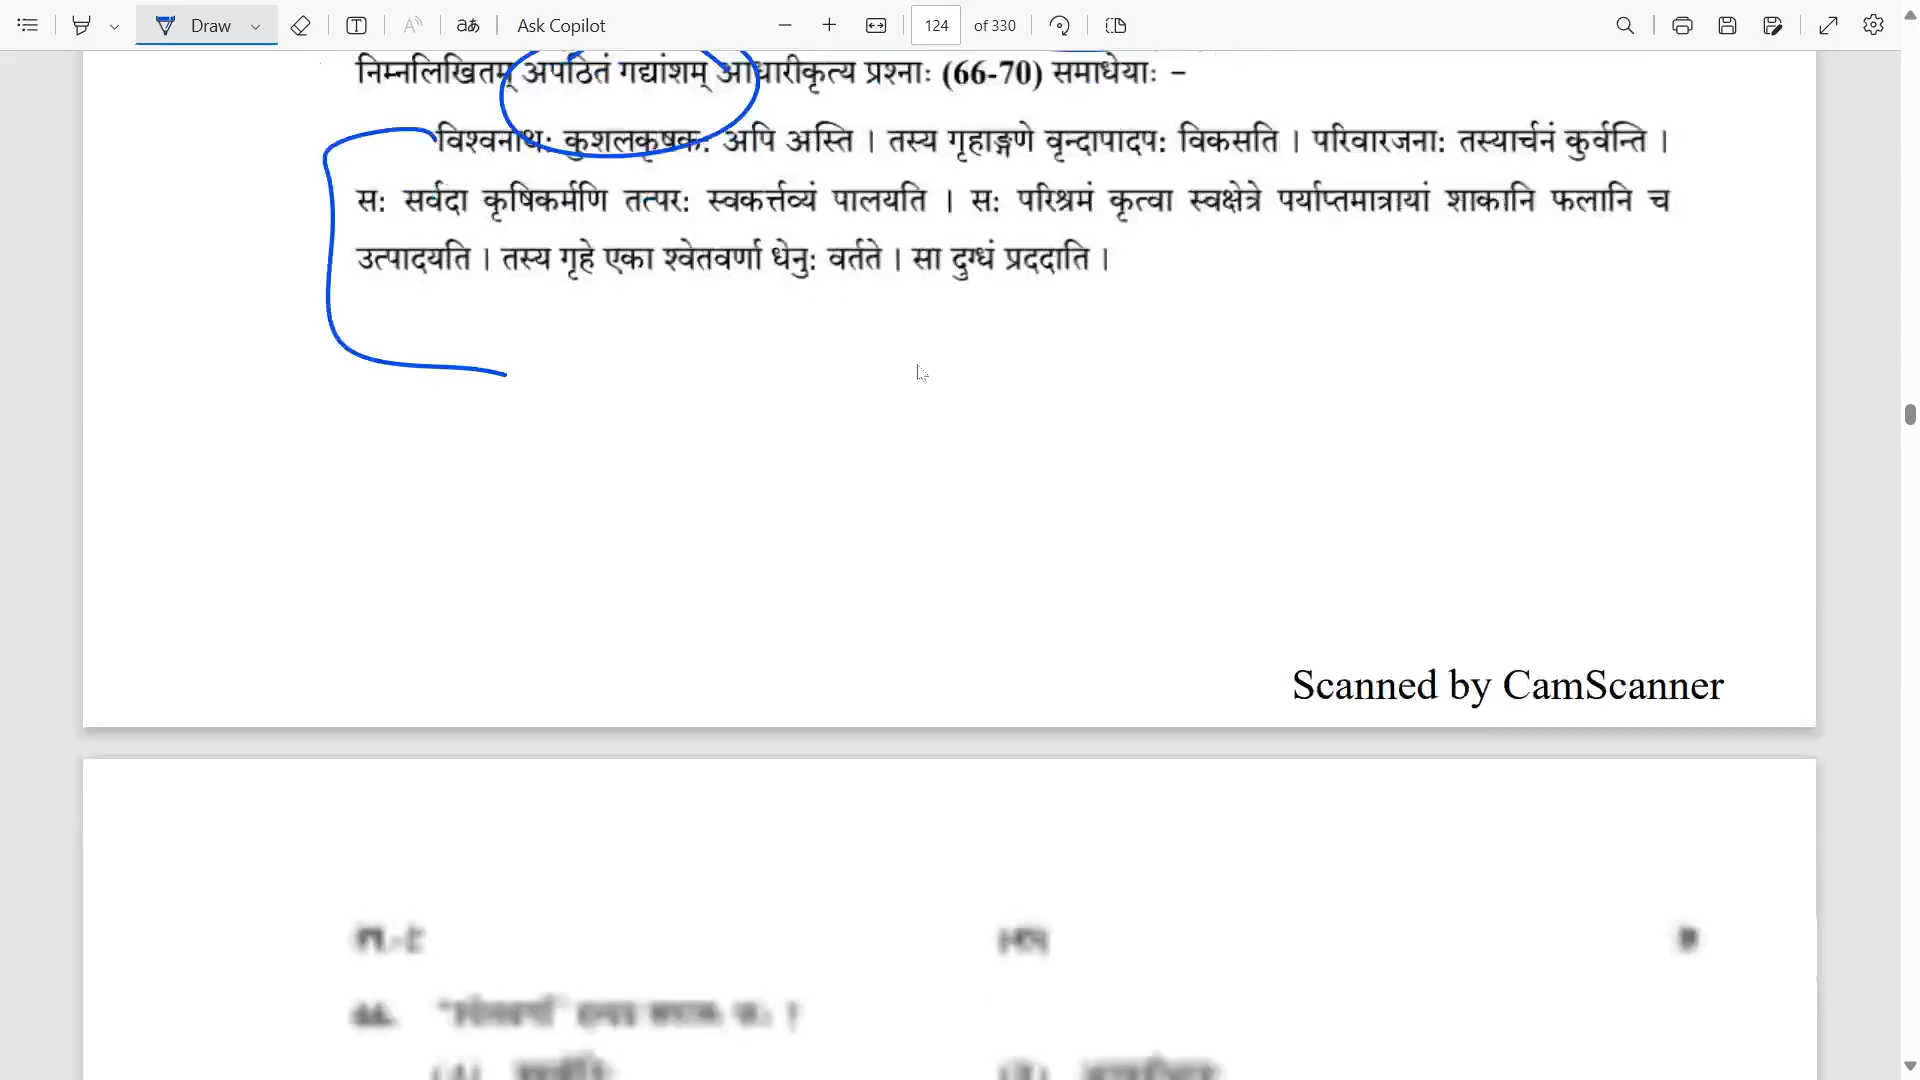 Draw
Ask Copilot
124 of 330
निम्नलिखितम् अपठितं गद्यांशम् आधारीकृत्य प्रश्नाः (66-70) समाधेयाः –
विश्वनाथः कुशलकृषकः अपि अस्ति । तस्य गृहाङ्गणे वृन्दापादपः विकसति । परिवारजनाः तस्यार्चनं कुर्वन्ति ।
सः सर्वदा कृषिकर्मणि तत्परः स्वकर्त्तव्यं पालयति । सः परिश्रमं कृत्वा स्वक्षेत्रे पर्याप्तमात्रायां शाकानि फलानि च
उत्पादयति । तस्य गृहे एका श्वेतवर्णा धेनुः वर्तते । सा दुग्धं प्रददाति ।
Scanned by CamScanner
66.